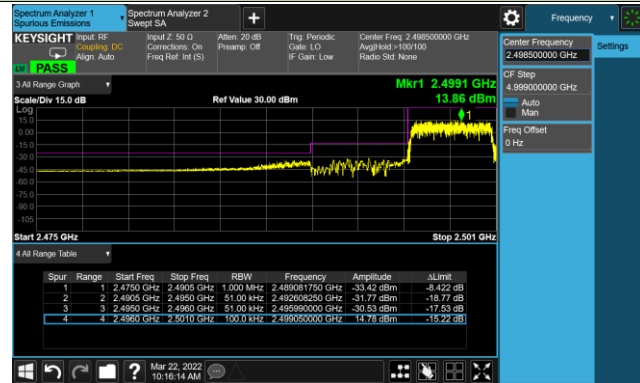 Spectrum Analyzer 1
Spurious Emissions
Spectrum Analyzer 2
Swept SA
Frequency
KEYSIGHT
Input: RF
Coupling: DC
Align: Auto
Input Z: 50 Ω
Corrections: On
Freq Ref: Int (S)
Atten: 20 dB
Preamp: Off
Trig: Periodic
Gate: LO
IF Gain: Low
Center Freq: 2.498500000 GHz
Avg|Hold >100/100
Radio Std: None
LM PASS
3 All Range Graph
Mkr1 2.4991 GHz
Scale/Div 15.0 dB
Ref Value 30.00 dBm
13.86 dBm
Log
15.0
0.00
-15.0
-30.0
-45.0
-60.0
-75.0
-90.0
-105
1
Start 2.475 GHz
Stop 2.501 GHz
4 All Range Table
Spur Range Start Freq Stop Freq RBW Frequency Amplitude ΔLimit
1 1 2.4750 GHz 2.4905 GHz 1.000 MHz 2.489081750 GHz -33.42 dBm -8.422 dB
2 2 2.4905 GHz 2.4950 GHz 51.00 kHz 2.492608250 GHz -31.77 dBm -18.77 dB
3 3 2.4950 GHz 2.4960 GHz 51.00 kHz 2.495990000 GHz -30.53 dBm -17.53 dB
4 4 2.4960 GHz 2.5010 GHz 100.0 kHz 2.499050000 GHz 14.78 dBm -15.22 dB
Mar 22, 2022
10:16:14 AM
Center Frequency
2.498500000 GHz
Settings
CF Step
4.999000000 GHz
Auto
Man
Freq Offset
0 Hz